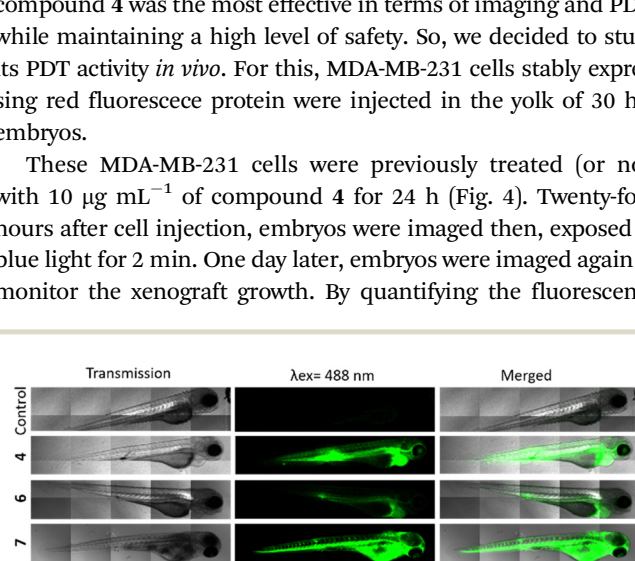 compound 4 was the most effective in terms of imaging and PD
while maintaining a high level of safety. So, we decided to stu
its PDT activity in vivo. For this, MDA-MB-231 cells stably expre
sing red fluorescece protein were injected in the yolk of 30 h
embryos.
These MDA-MB-231 cells were previously treated (or no
with 10 μg mL⁻¹ of compound 4 for 24 h (Fig. 4). Twenty-fo
hours after cell injection, embryos were imaged then, exposed
blue light for 2 min. One day later, embryos were imaged again
monitor the xenograft growth. By quantifying the fluorescen
Transmission λex= 488 nm Merged
Control
4
6
7